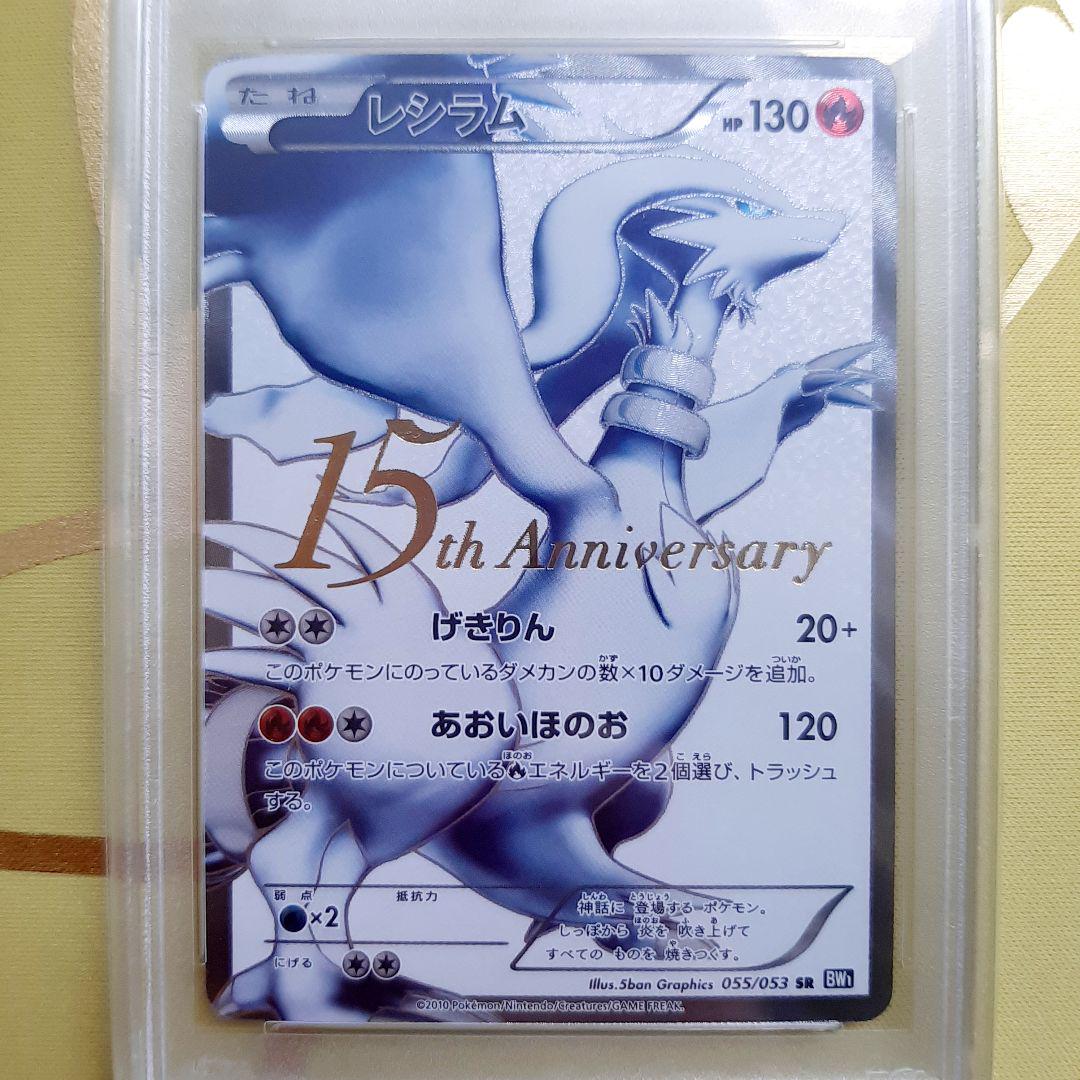 たね レシラム HP 130
15th Anniversary
げきりん 20+
このポケモンにのっているダメカンの数×10ダメージを追加。
あおいほのお 120
このポケモンについているエネルギーを2個選び、トラッシュ
する。
弱点 抵抗力
×2
にげる
神話に 登場する ポケモン。
しっぽから 炎を 吹き上げて
すべての ものを 焼きつくす。
Illus.5ban Graphics 055/053 SR BW1
©2010 Pokémon/Nintendo/Creatures/GAME FREAK.